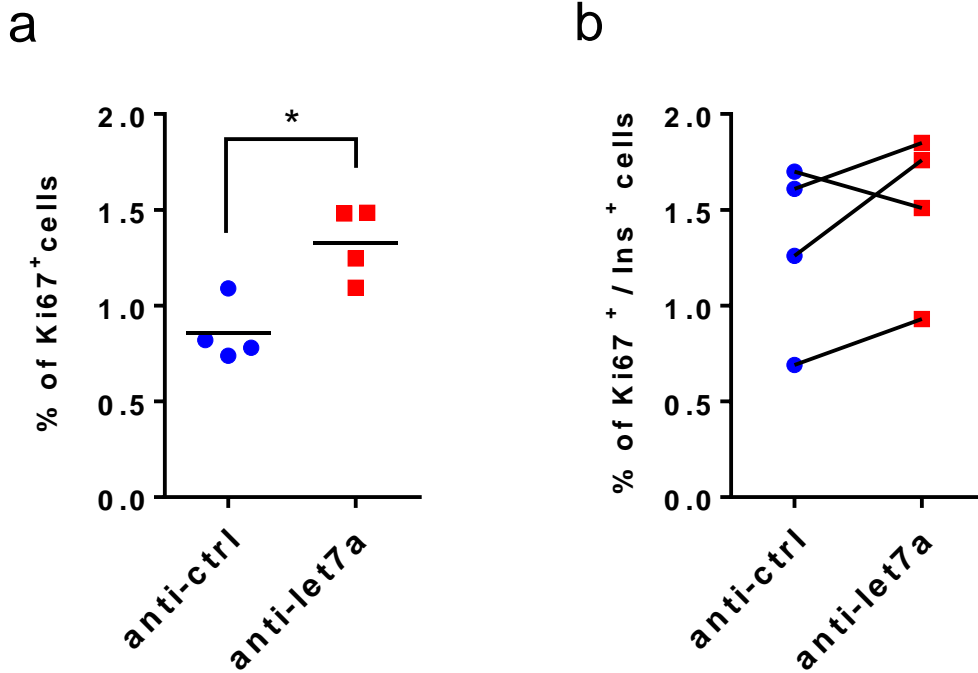 a
% of Ki67⁺cells
2.0
1.5
1.0
0.5
0.0
*
anti-ctrl
anti-let7a
b
% of Ki67 ⁺ / Ins ⁺ cells
2.0
1.5
1.0
0.5
0.0
anti-ctrl
anti-let7a